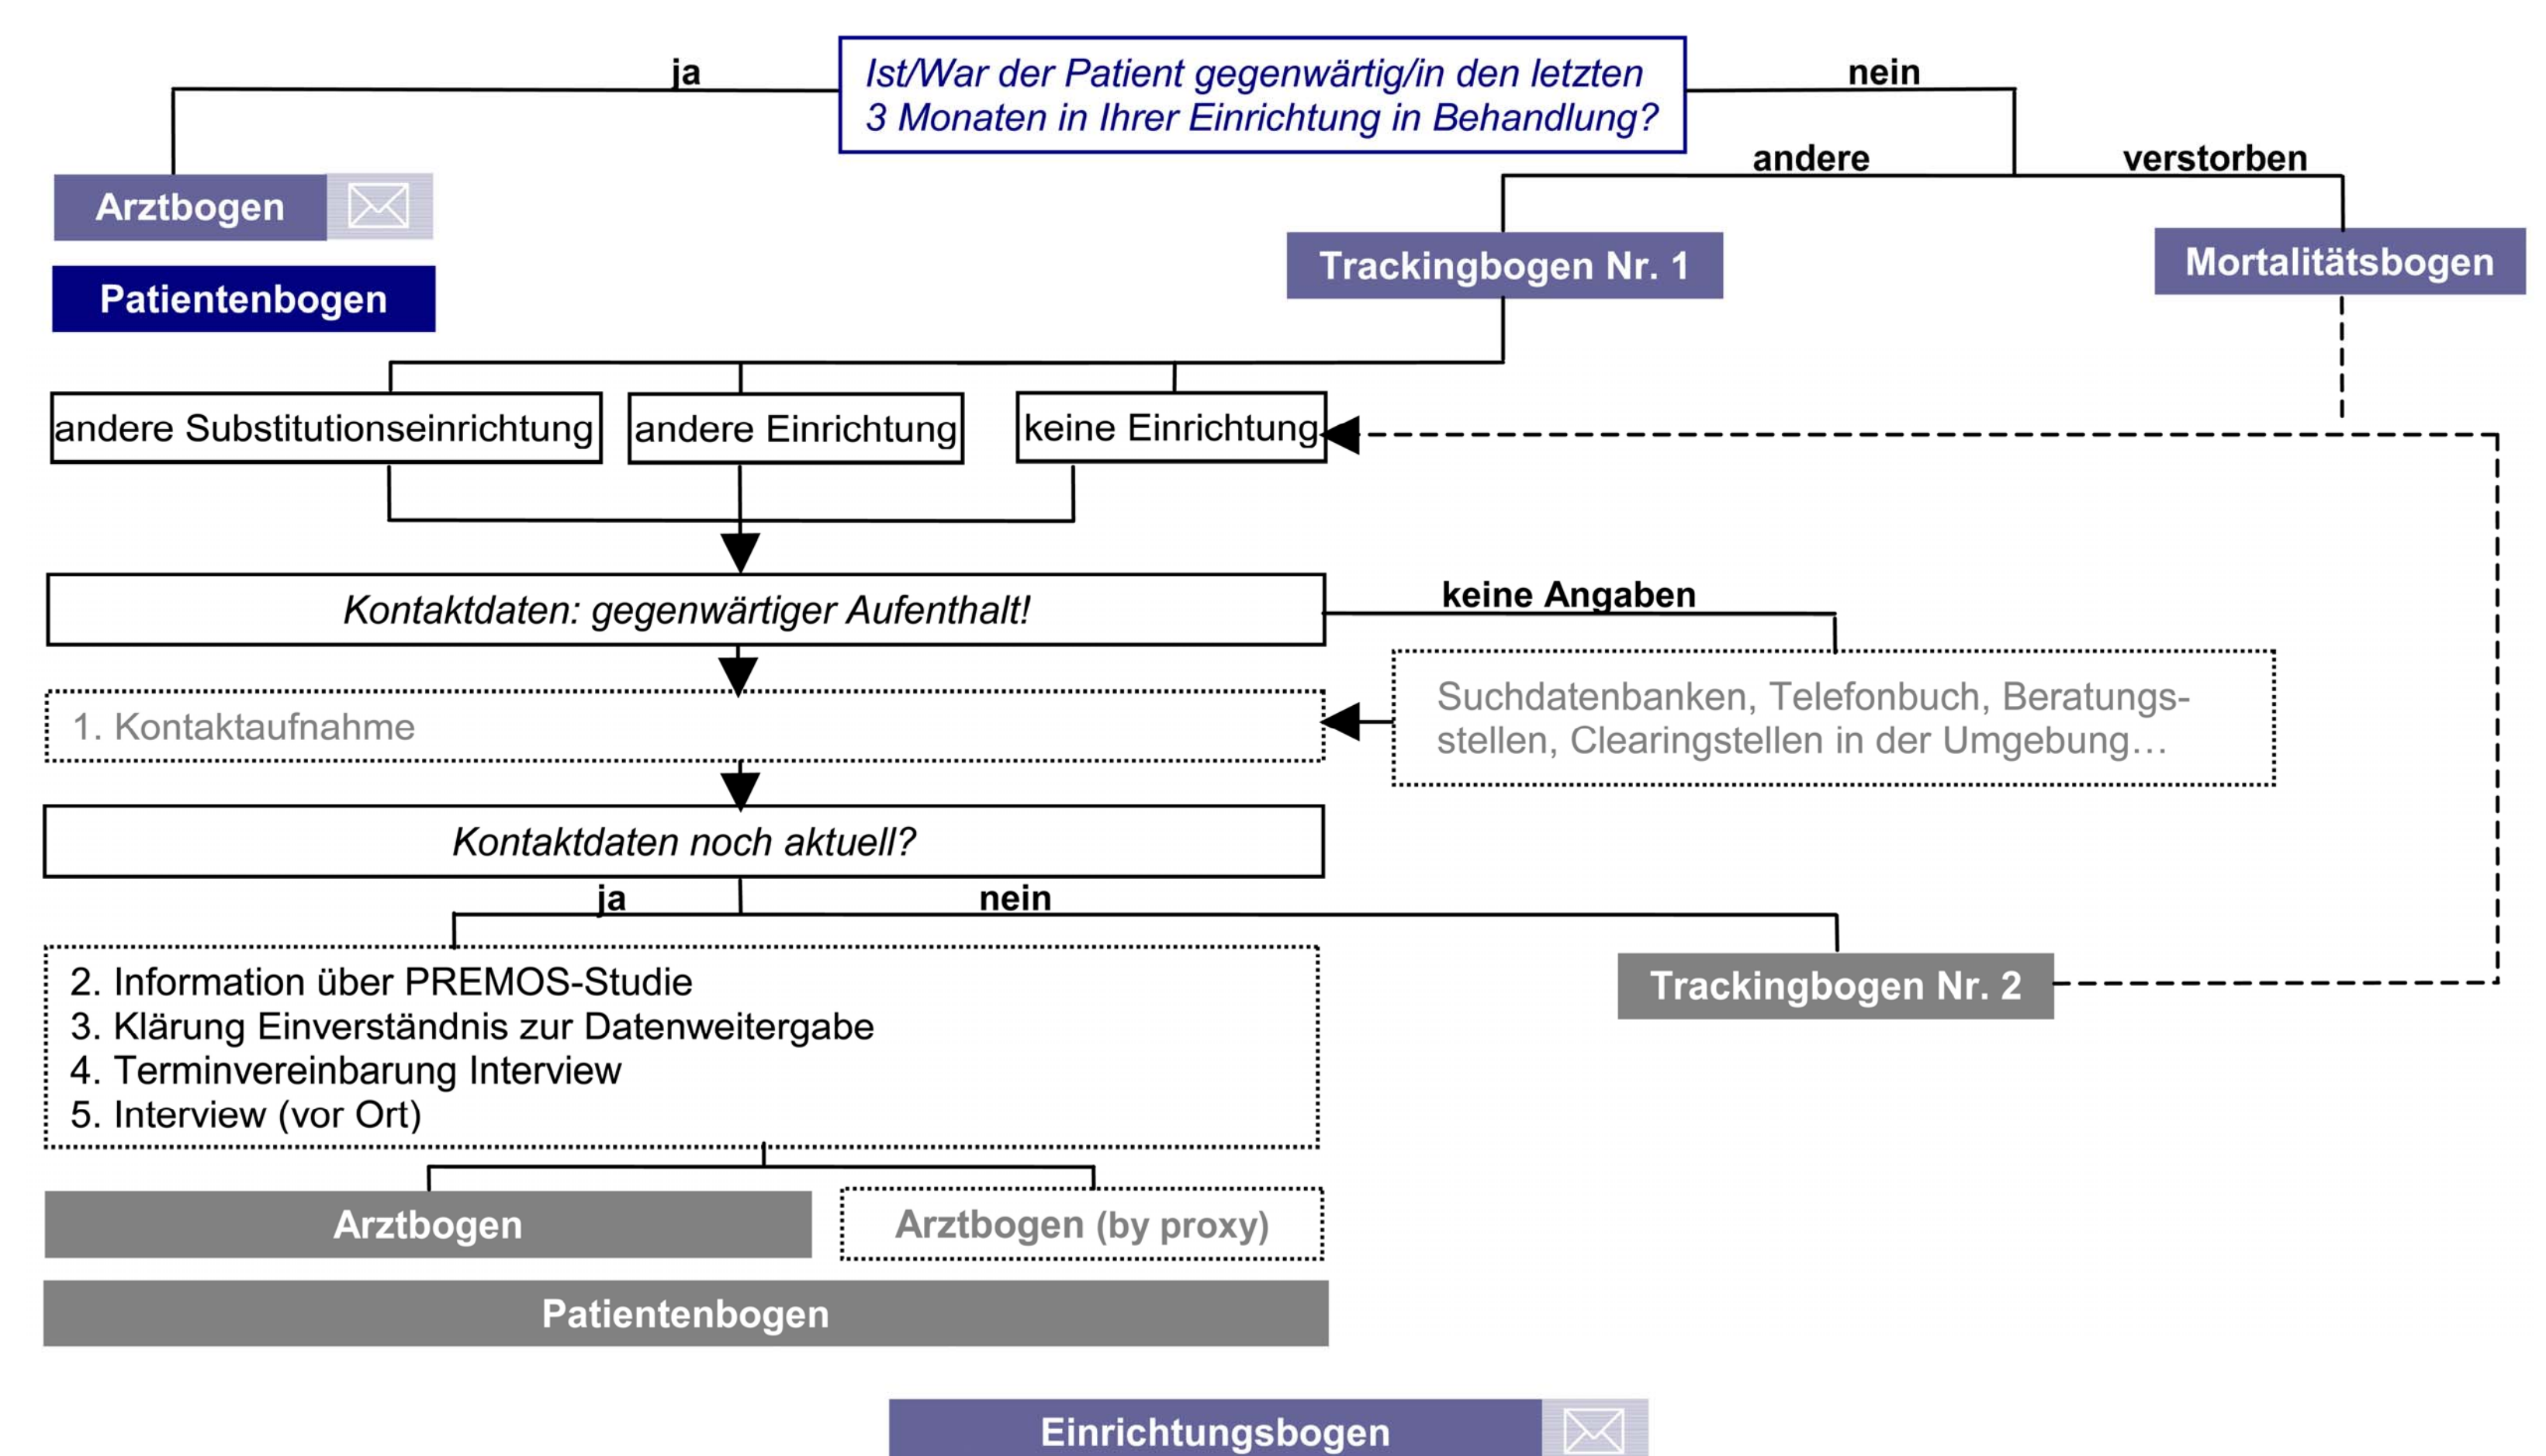 ja
Ist/War der Patient gegenwärtig/in den letzten
3 Monaten in Ihrer Einrichtung in Behandlung?
nein
andere
verstorben
Arztbogen
Patientenbogen
Trackingbogen Nr. 1
Mortalitätsbogen
andere Substitutionseinrichtung
andere Einrichtung
keine Einrichtung
Kontaktdaten: gegenwärtiger Aufenthalt!
keine Angaben
1. Kontaktaufnahme
Suchdatenbanken, Telefonbuch, Beratungs-
stellen, Clearingstellen in der Umgebung…
Kontaktdaten noch aktuell?
ja
nein
2. Information über PREMOS-Studie
3. Klärung Einverständnis zur Datenweitergabe
4. Terminvereinbarung Interview
5. Interview (vor Ort)
Trackingbogen Nr. 2
Arztbogen
Arztbogen (by proxy)
Patientenbogen
Einrichtungsbogen